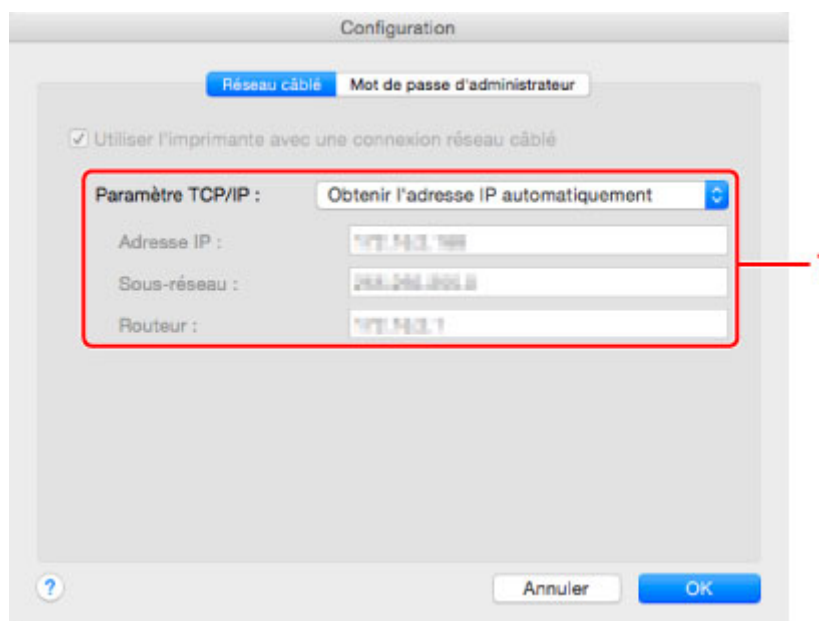 Configuration
Réseau câblé Mot de passe d'administrateur
Utiliser l'imprimante avec une connexion réseau câblé
Paramètre TCP/IP : Obtenir l'adresse IP automatiquement
Adresse IP :
Sous-réseau :
Routeur :
?
Annuler OK